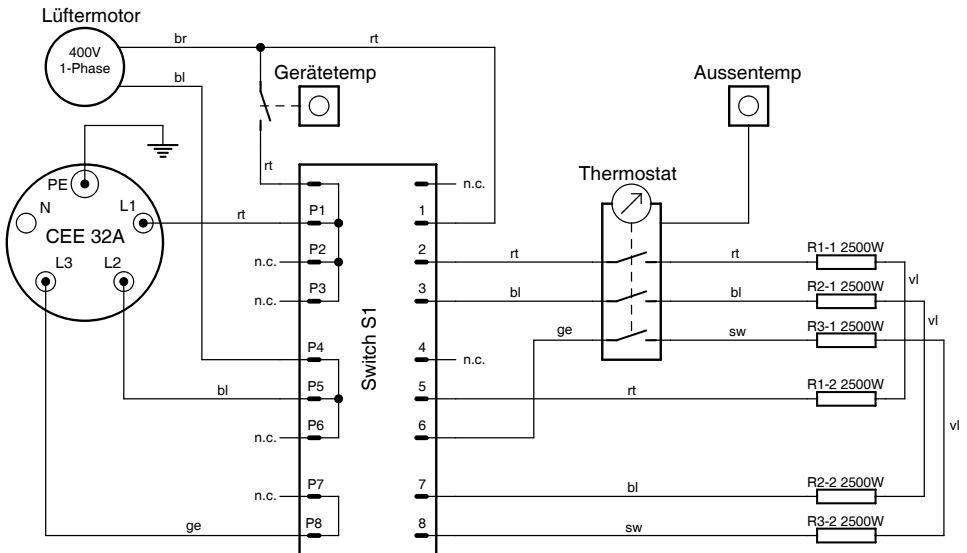 Lüftermotor
400V
1-Phase
br
rt
bl
Gerätetemp
Aussentemp
rt
n.c.
Thermostat
PE
N
L1
CEE 32A
L3
L2
rt
P1
1
n.c.
P2
2
rt
rt
R1-1 2500W
vl
n.c.
P3
3
bl
bl
R2-1 2500W
vl
ge
sw
R3-1 2500W
Switch S1
P4
4
n.c.
bl
P5
5
rt
R1-2 2500W
n.c.
P6
6
vl
n.c.
P7
7
bl
R2-2 2500W
ge
P8
8
sw
R3-2 2500W